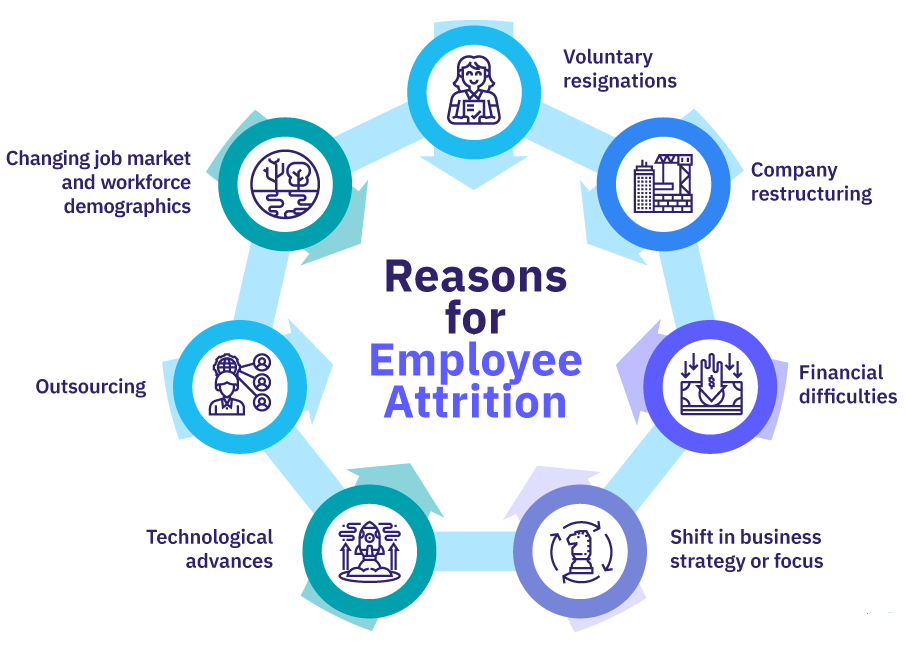 Voluntary
resignations
Company
restructuring
Financial
difficulties
Shift in business
strategy or focus
Technological
advances
Outsourcing
Changing job market
and workforce
demographics
Reasons
for
Employee
Attrition
$